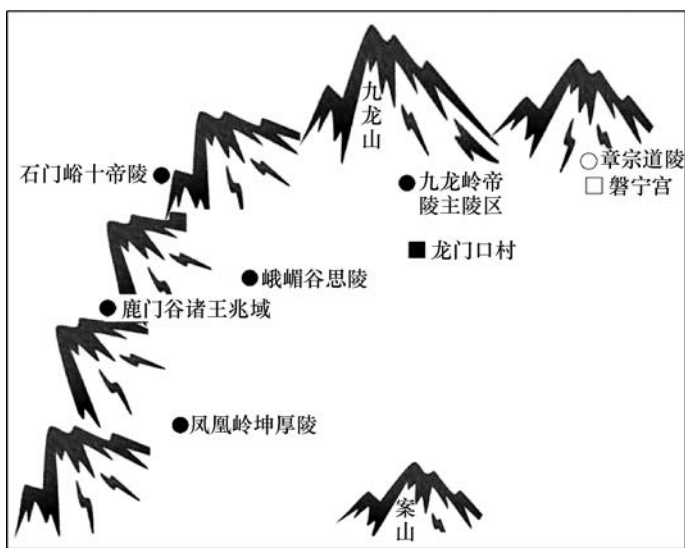 九龙山
石门峪十帝陵
九龙岭帝
陵主陵区
章宗道陵
磐宁宫
龙门口村
峨嵋谷思陵
鹿门谷诸王兆域
凤凰岭坤厚陵
案山